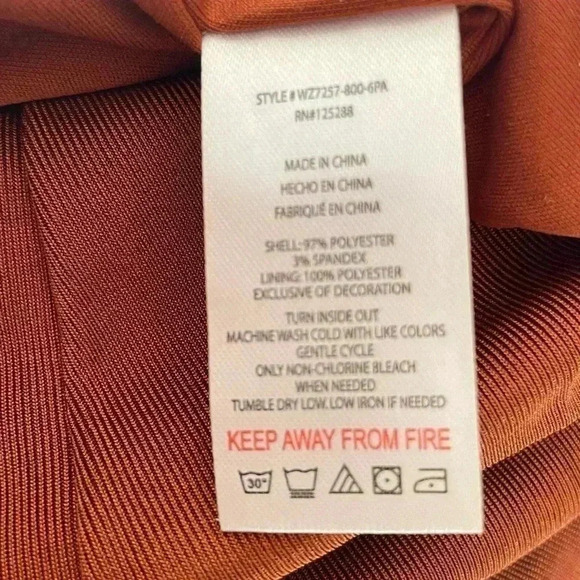 STYLE # WZ7257-800-6PA
RN#125288
MADE IN CHINA
HECHO EN CHINA
FABRIQUÉ EN CHINA
SHELL: 97% POLYESTER
3% SPANDEX
LINING: 100% POLYESTER
EXCLUSIVE OF DECORATION
TURN INSIDE OUT
MACHINE WASH COLD WITH LIKE COLORS
GENTLE CYCLE
ONLY NON-CHLORINE BLEACH
WHEN NEEDED
TUMBLE DRY LOW. LOW IRON IF NEEDED
KEEP AWAY FROM FIRE
30°